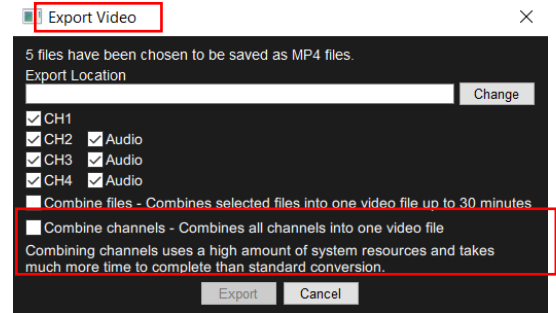 Export Video
5 files have been chosen to be saved as MP4 files.
Export Location
Change
CH1
CH2 Audio
CH3 Audio
CH4 Audio
Combine files - Combines selected files into one video file up to 30 minutes
Combine channels - Combines all channels into one video file
Combining channels uses a high amount of system resources and takes
much more time to complete than standard conversion.
Export Cancel